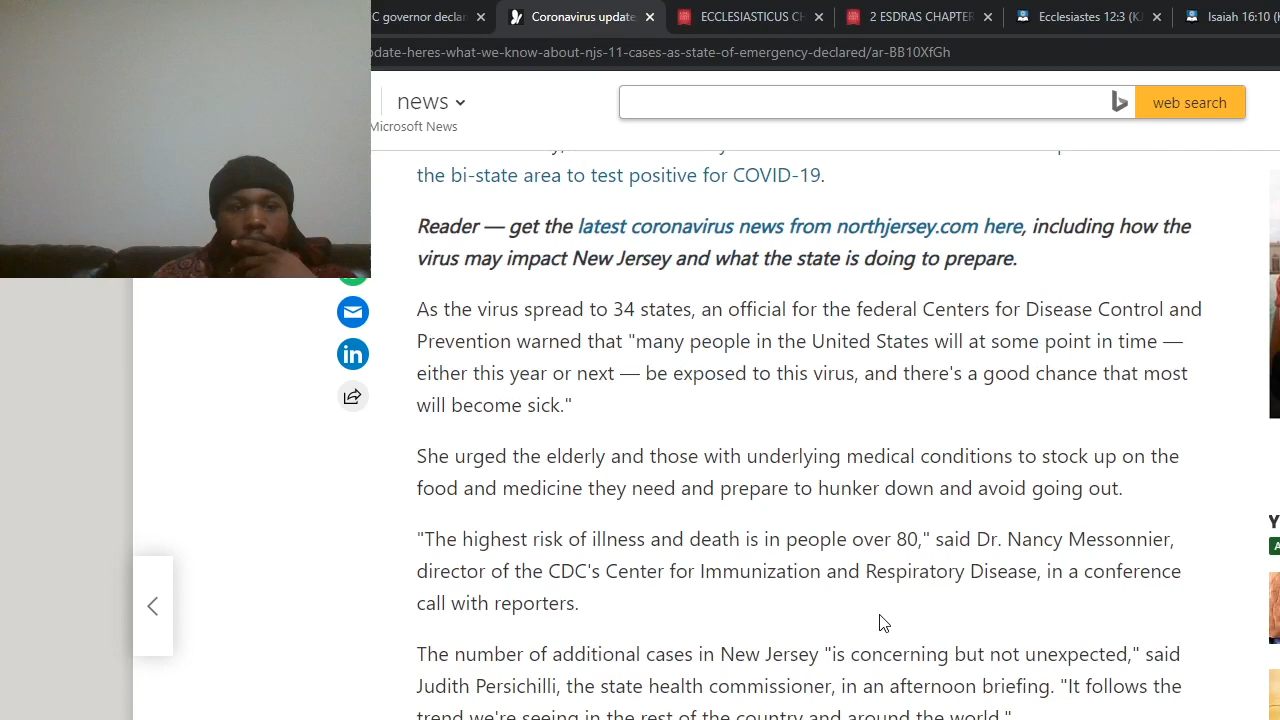 C governor declar
Coronavirus update
ECCLESIASTICUS CH
2 ESDRAS CHAPTER
Ecclesiastes 12:3 (KJ
Isaiah 16:10 (K
pdate-heres-what-we-know-about-njs-11-cases-as-state-of-emergency-declared/ar-BB10XfGh
news
web search
Microsoft News
the bi-state area to test positive for COVID-19.
Reader — get the latest coronavirus news from northjersey.com here, including how the
virus may impact New Jersey and what the state is doing to prepare.
As the virus spread to 34 states, an official for the federal Centers for Disease Control and
Prevention warned that "many people in the United States will at some point in time —
either this year or next — be exposed to this virus, and there's a good chance that most
will become sick."
She urged the elderly and those with underlying medical conditions to stock up on the
food and medicine they need and prepare to hunker down and avoid going out.
"The highest risk of illness and death is in people over 80," said Dr. Nancy Messonnier,
director of the CDC's Center for Immunization and Respiratory Disease, in a conference
call with reporters.
The number of additional cases in New Jersey "is concerning but not unexpected," said
Judith Persichilli, the state health commissioner, in an afternoon briefing. "It follows the
trend we're seeing in the rest of the country and around the world."